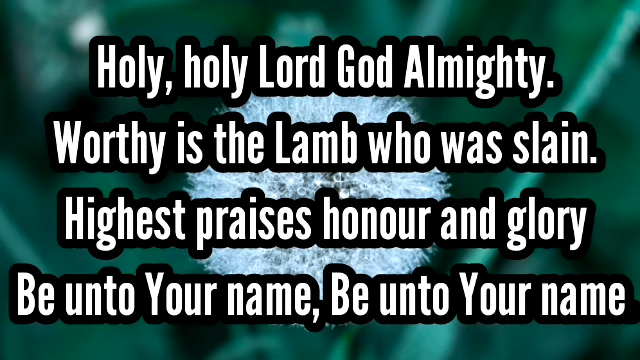 Holy, holy Lord God Almighty.
Worthy is the Lamb who was slain.
Highest praises honour and glory
Be unto Your name, Be unto Your name